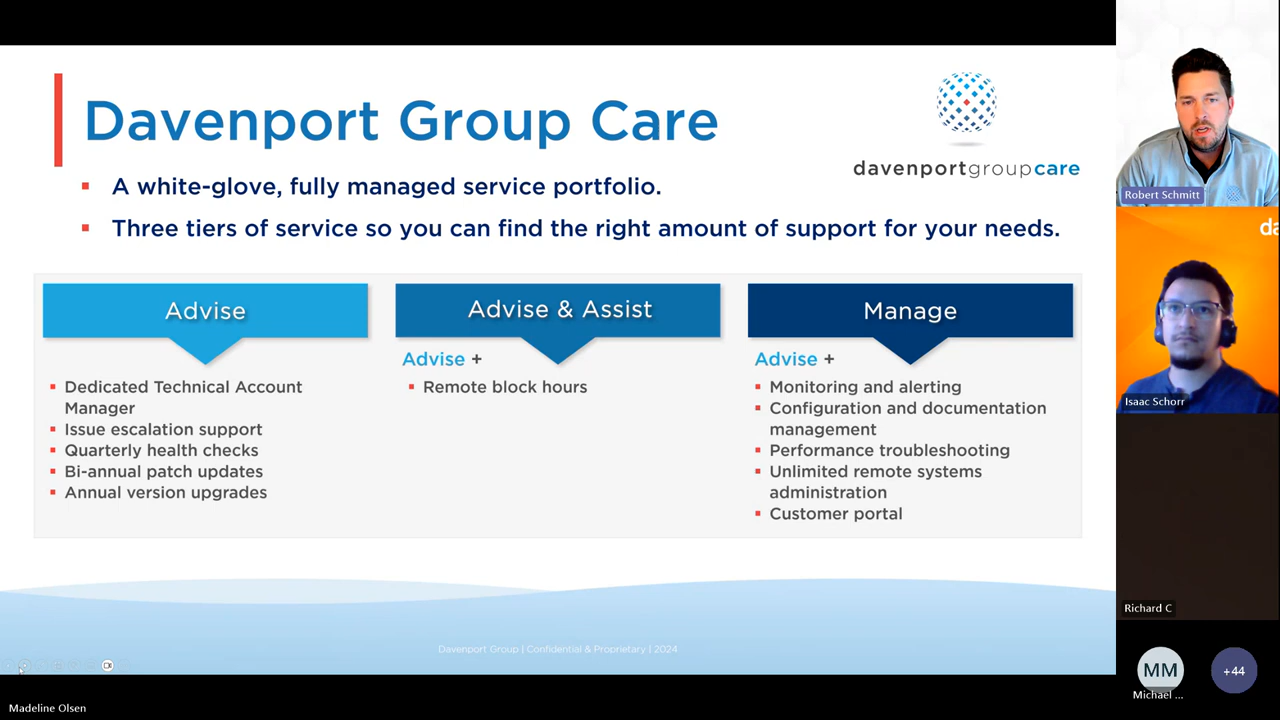 Davenport Group Care
davenportgroupcare
A white-glove, fully managed service portfolio.
Three tiers of service so you can find the right amount of support for your needs.
Advise
Dedicated Technical Account
Manager
Issue escalation support
Quarterly health checks
Bi-annual patch updates
Annual version upgrades
Advise & Assist
Advise +
Remote block hours
Manage
Advise +
Monitoring and alerting
Configuration and documentation
management
Performance troubleshooting
Unlimited remote systems
administration
Customer portal
Davenport Group | Confidential & Proprietary | 2024
Madeline Olsen
Robert Schmitt
da
Isaac Schorr
Richard C
MM
Michael ...
+44